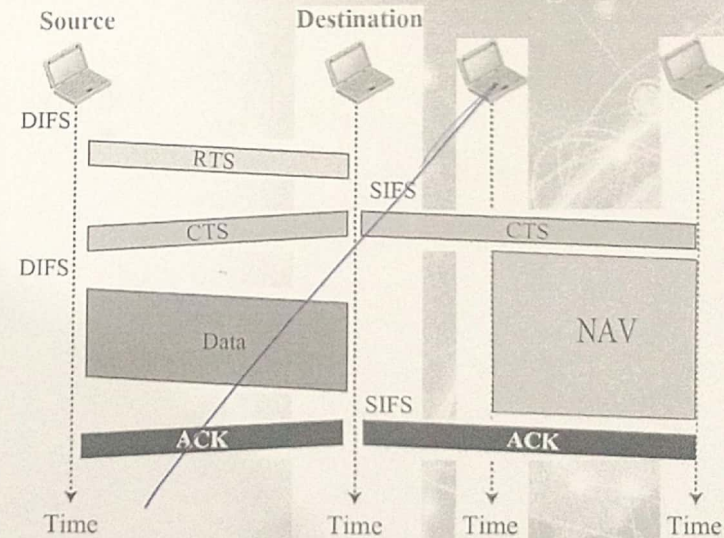 Source Destination
DIFS
RTS
SIFS
CTS CTS
DIFS
NAV
Data
SIFS
ACK ACK
Time Time Time Time